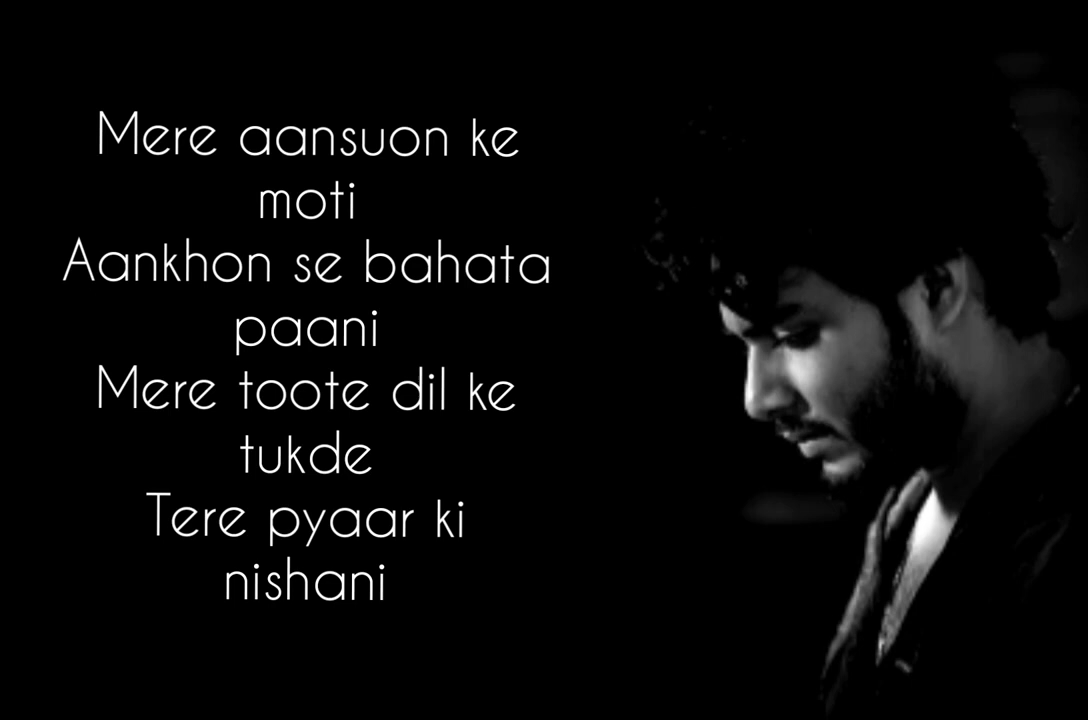 Mere aansuon ke
moti
Aankhon se bahata
paani
Mere toote dil ke
tukde
Tere pyaar ki
nishani